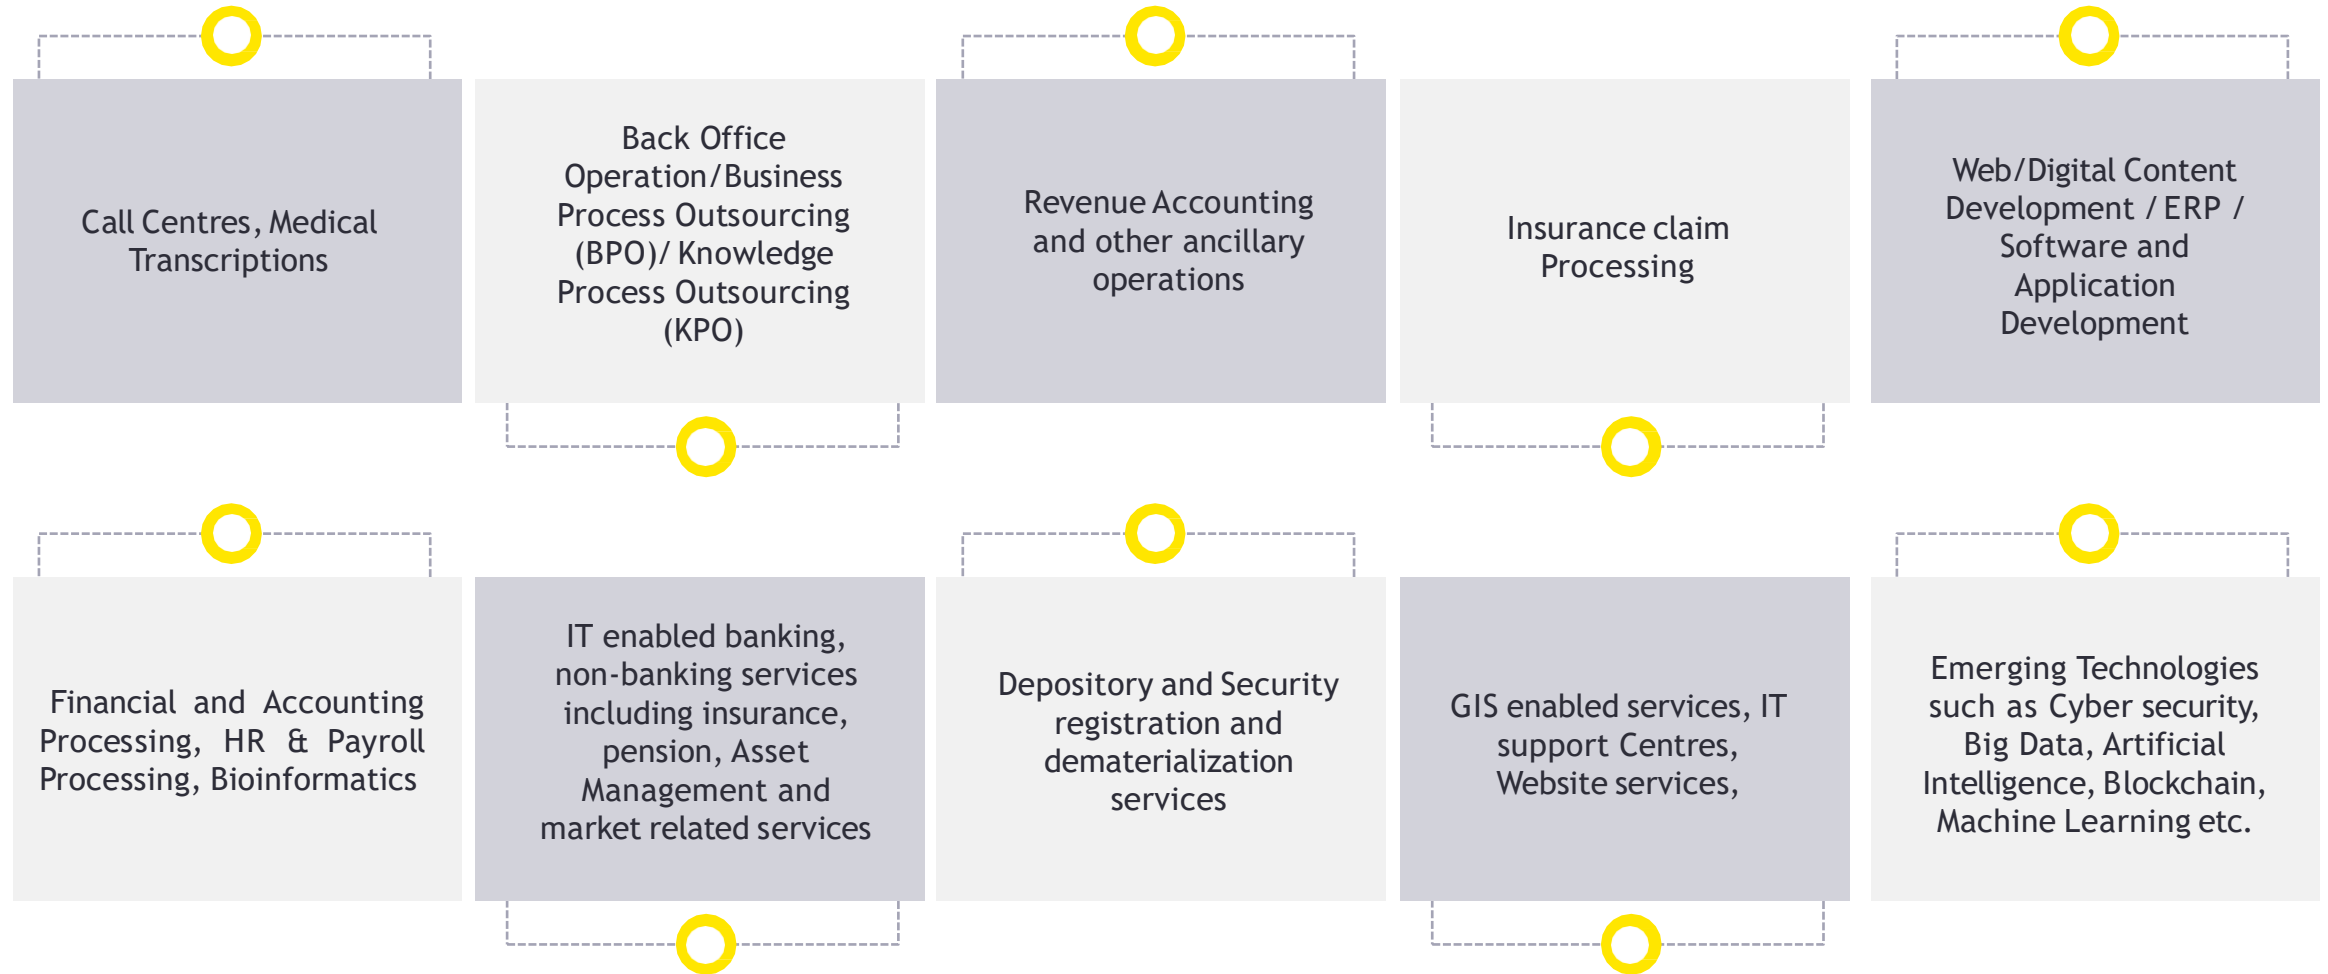 Call Centres, Medical
Transcriptions
Back Office
Operation/Business
Process Outsourcing
(BPO)/ Knowledge
Process Outsourcing
(KPO)
Revenue Accounting
and other ancillary
operations
Insurance claim
Processing
Web/Digital Content
Development / ERP /
Software and
Application
Development
Financial and Accounting
Processing, HR & Payroll
Processing, Bioinformatics
IT enabled banking,
non-banking services
including insurance,
pension, Asset
Management and
market related services
Depository and Security
registration and
dematerialization
services
GIS enabled services, IT
support Centres,
Website services,
Emerging Technologies
such as Cyber security,
Big Data, Artificial
Intelligence, Blockchain,
Machine Learning etc.